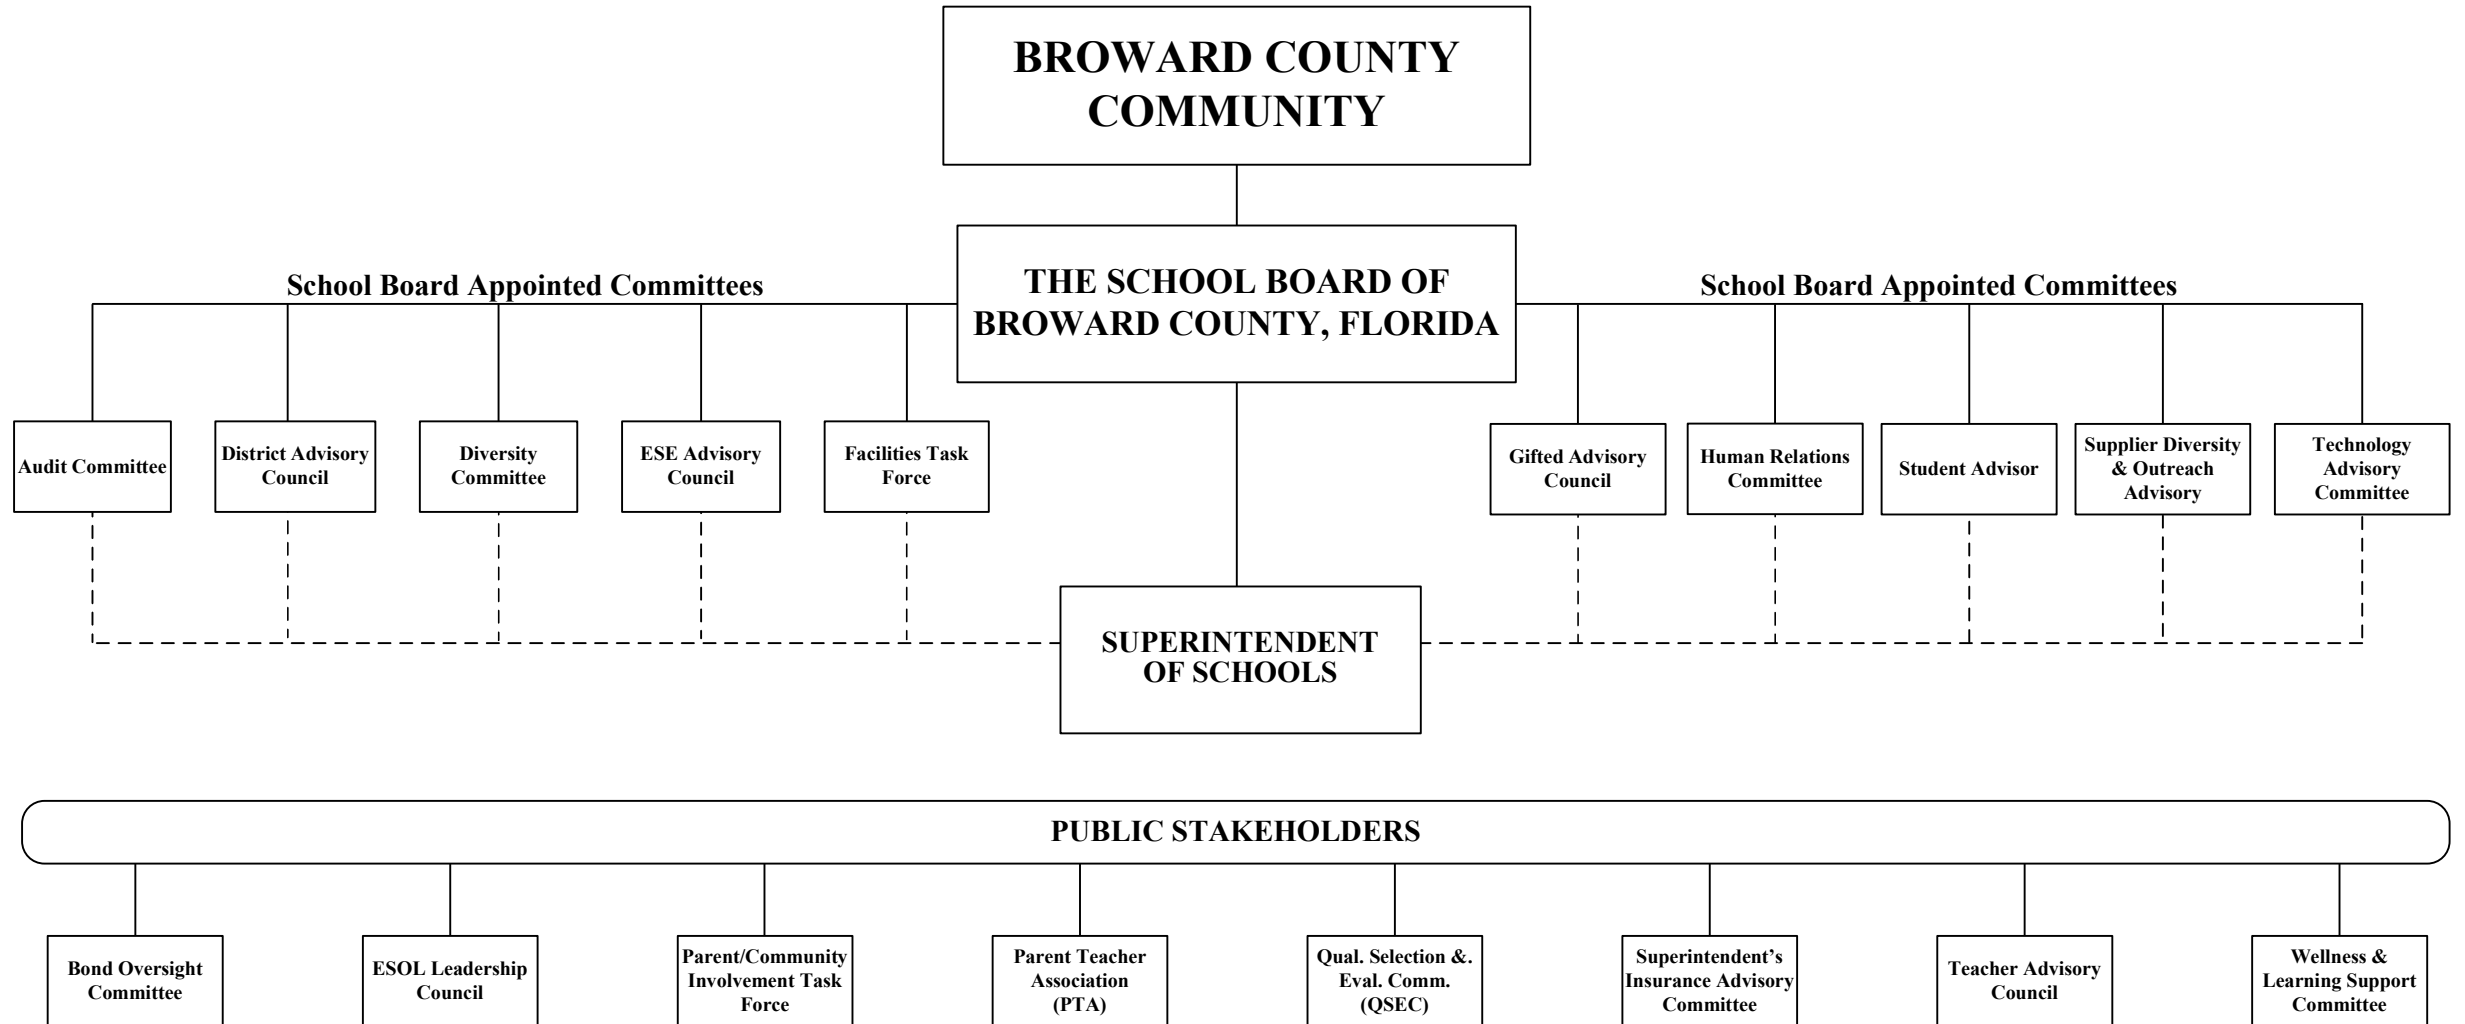 BROWARD COUNTY
COMMUNITY
School Board Appointed Committees
THE SCHOOL BOARD OF
BROWARD COUNTY, FLORIDA
School Board Appointed Committees
Audit Committee
District Advisory
Council
Diversity
Committee
ESE Advisory
Council
Facilities Task
Force
Gifted Advisory
Council
Human Relations
Committee
Student Advisor
Supplier Diversity
& Outreach
Advisory
Technology
Advisory
Committee
SUPERINTENDENT
OF SCHOOLS
PUBLIC STAKEHOLDERS
Bond Oversight
Committee
ESOL Leadership
Council
Parent/Community
Involvement Task
Force
Parent Teacher
Association
(PTA)
Qual. Selection &.
Eval. Comm.
(QSEC)
Superintendent’s
Insurance Advisory
Committee
Teacher Advisory
Council
Wellness &
Learning Support
Committee